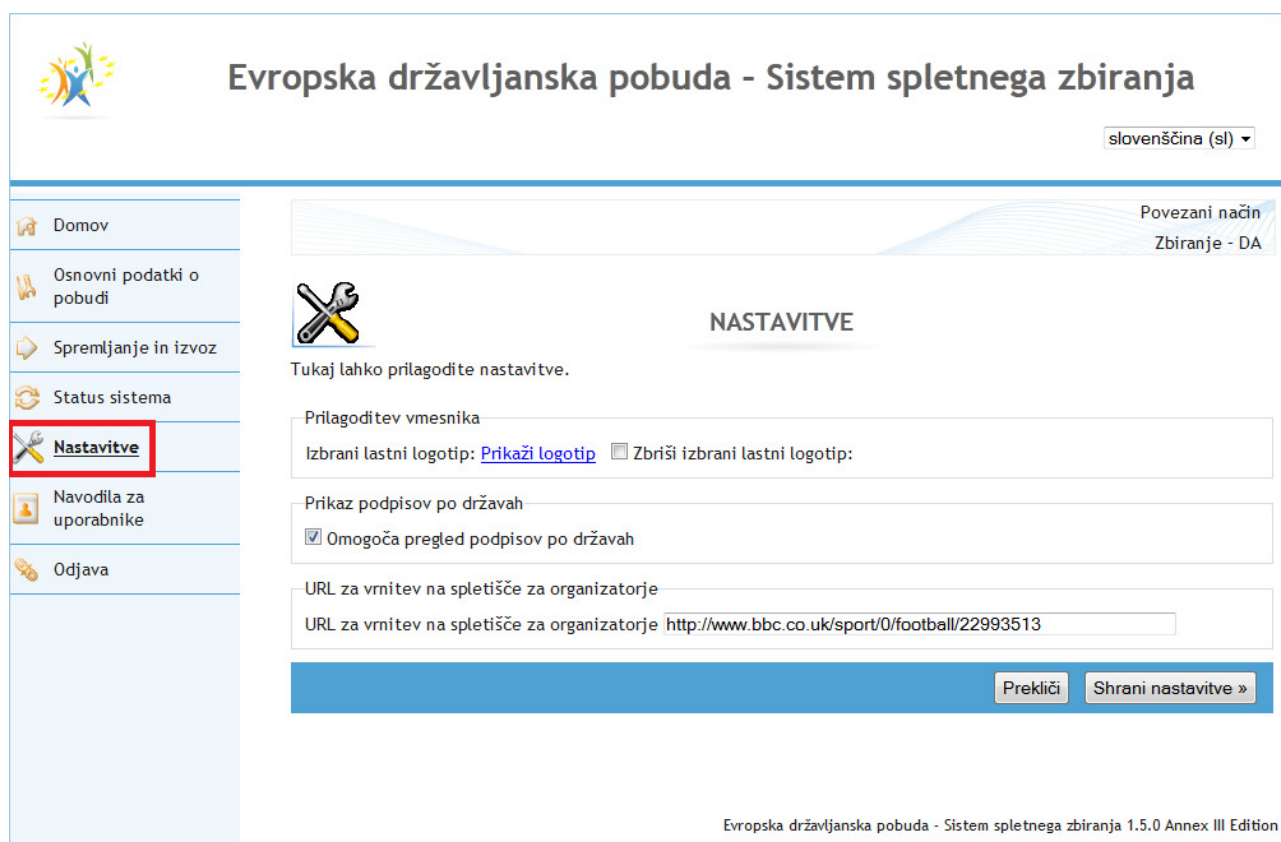 Evropska državljanska pobuda - Sistem spletnega zbiranja
slovenščina (sl)
Domov
Osnovni podatki o
pobudi
Spremljanje in izvoz
Status sistema
Nastavitve
Navodila za
uporabnike
Odjava
Povezani način
Zbiranje - DA
NASTAVITVE
Tukaj lahko prilagodite nastavitve.
Prilagoditev vmesnika
Izbrani lastni logotip: Prikaži logotip Zbriši izbrani lastni logotip:
Prikaz podpisov po državah
Omogoča pregled podpisov po državah
URL za vrnitev na spletišče za organizatorje
URL za vrnitev na spletišče za organizatorje http://www.bbc.co.uk/sport/0/football/22993513
Prekliči Shrani nastavitve »
Evropska državljanska pobuda - Sistem spletnega zbiranja 1.5.0 Annex III Edition